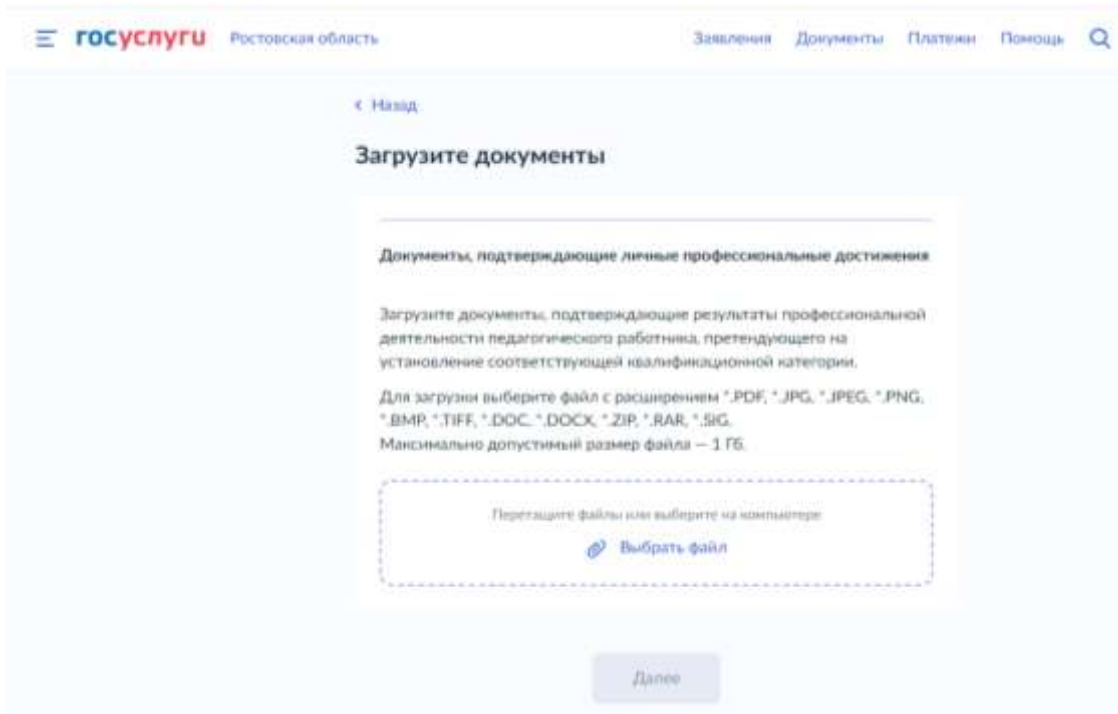 госуслуги Ростовская область Заявления Документы Платежи Помощь
< Назад
Загрузите документы
Документы, подтверждающие личные профессиональные достижения
Загрузите документы, подтверждающие результаты профессиональной
деятельности педагогического работника, претендующего на
установление соответствующей квалификационной категории.
Для загрузки выберите файл с расширением *.PDF, *.JPG, *.JPEG, *.PNG,
*.BMP, *.TIFF, *.DOC, *.DOCX, *.ZIP, *.RAR, *.SIG.
Максимально допустимый размер файла — 1 Гб.
Перетащите файлы или выберите на компьютере
Выбрать файл
Далее